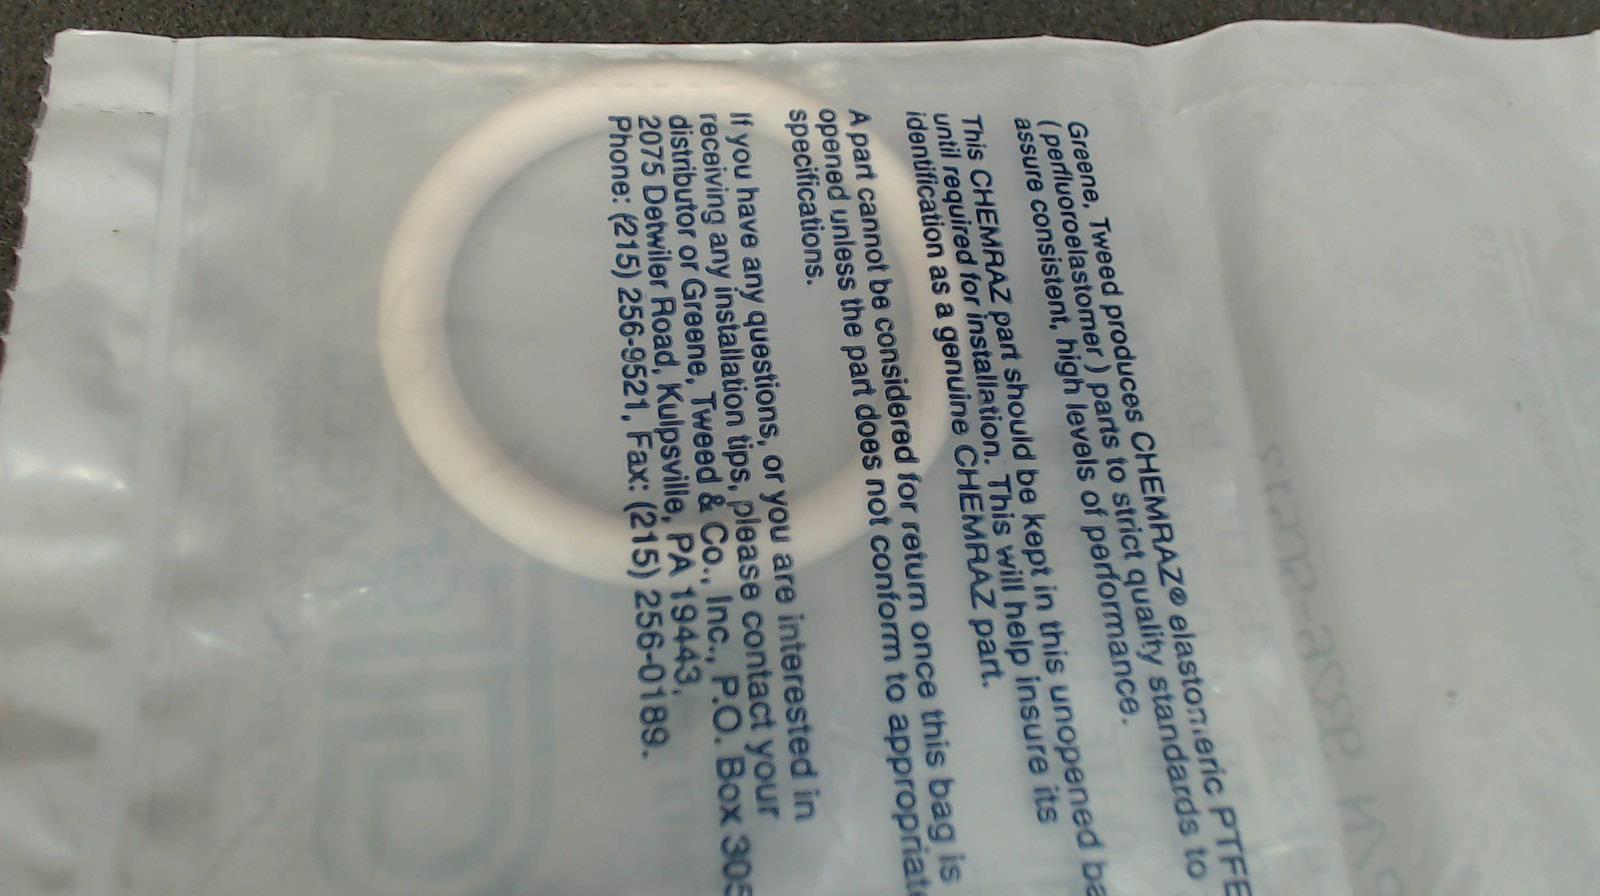 Greene, Tweed produces CHEMRAZ® elastomeric PTFE
( perfluoroelastomer ) parts to strict quality standards to
assure consistent, high levels of performance.
This CHEMRAZ part should be kept in this unopened
until required for installation. This will help insure its
identification as a genuine CHEMRAZ part.
A part cannot be considered for return once this bag is
opened unless the part does not conform to
specifications.
If you have any questions, or you are interested in
receiving any installation tips, please contact your
distributor or Greene, Tweed & Co., Inc., P.O. Box 305
2075 Detwiler Road, Kulpsville, PA 19443,
Phone: (215) 256-9521, Fax: (215) 256-0189.